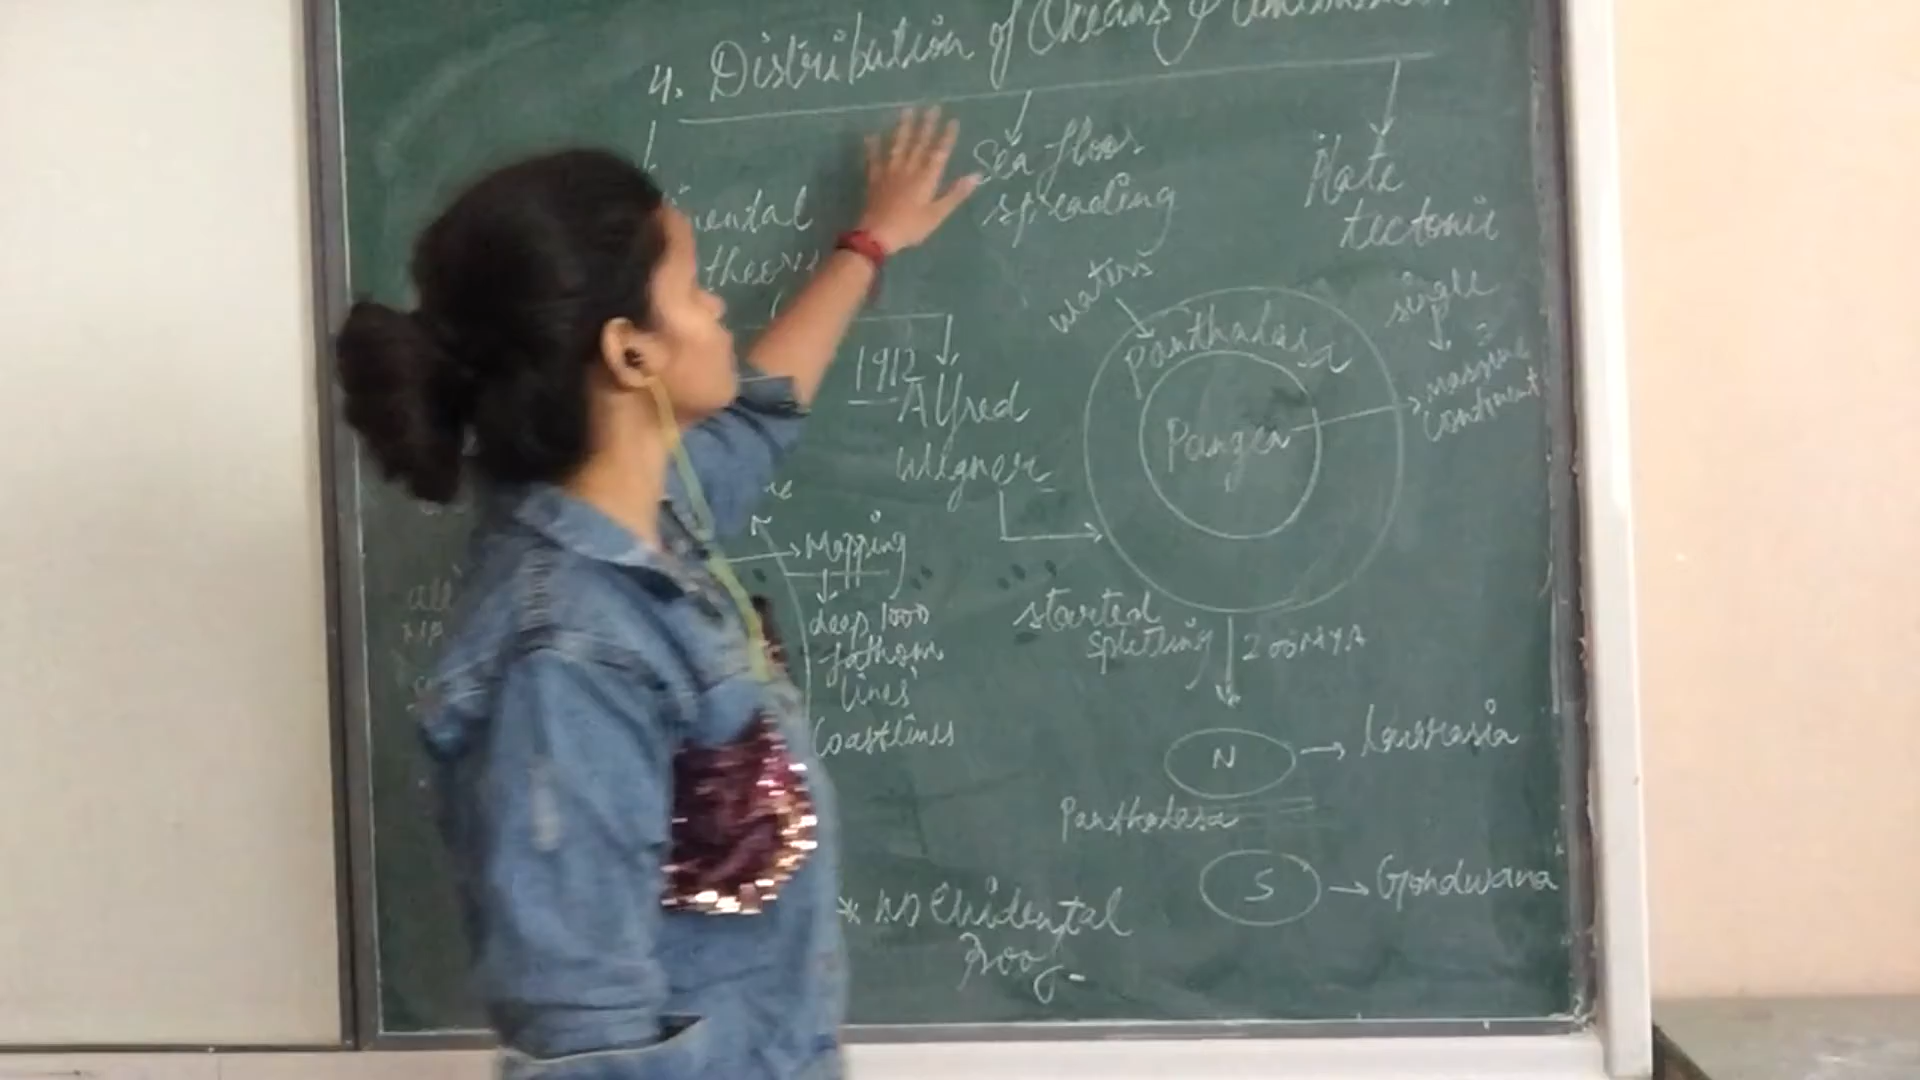 4. Distribution of Oceans &
Sea floor
spreading
Plate
tectonic
mental
theory
1912
Alfred
Wegner
waters
Panthalasa
Pangea
single
massive
continent
Mapping
deep 1000
fathom
lines
Coastlines
started
splitting
200 MYA
N
Laurasia
Panthalasa
S
Gondwana
* no Evidental
proof-